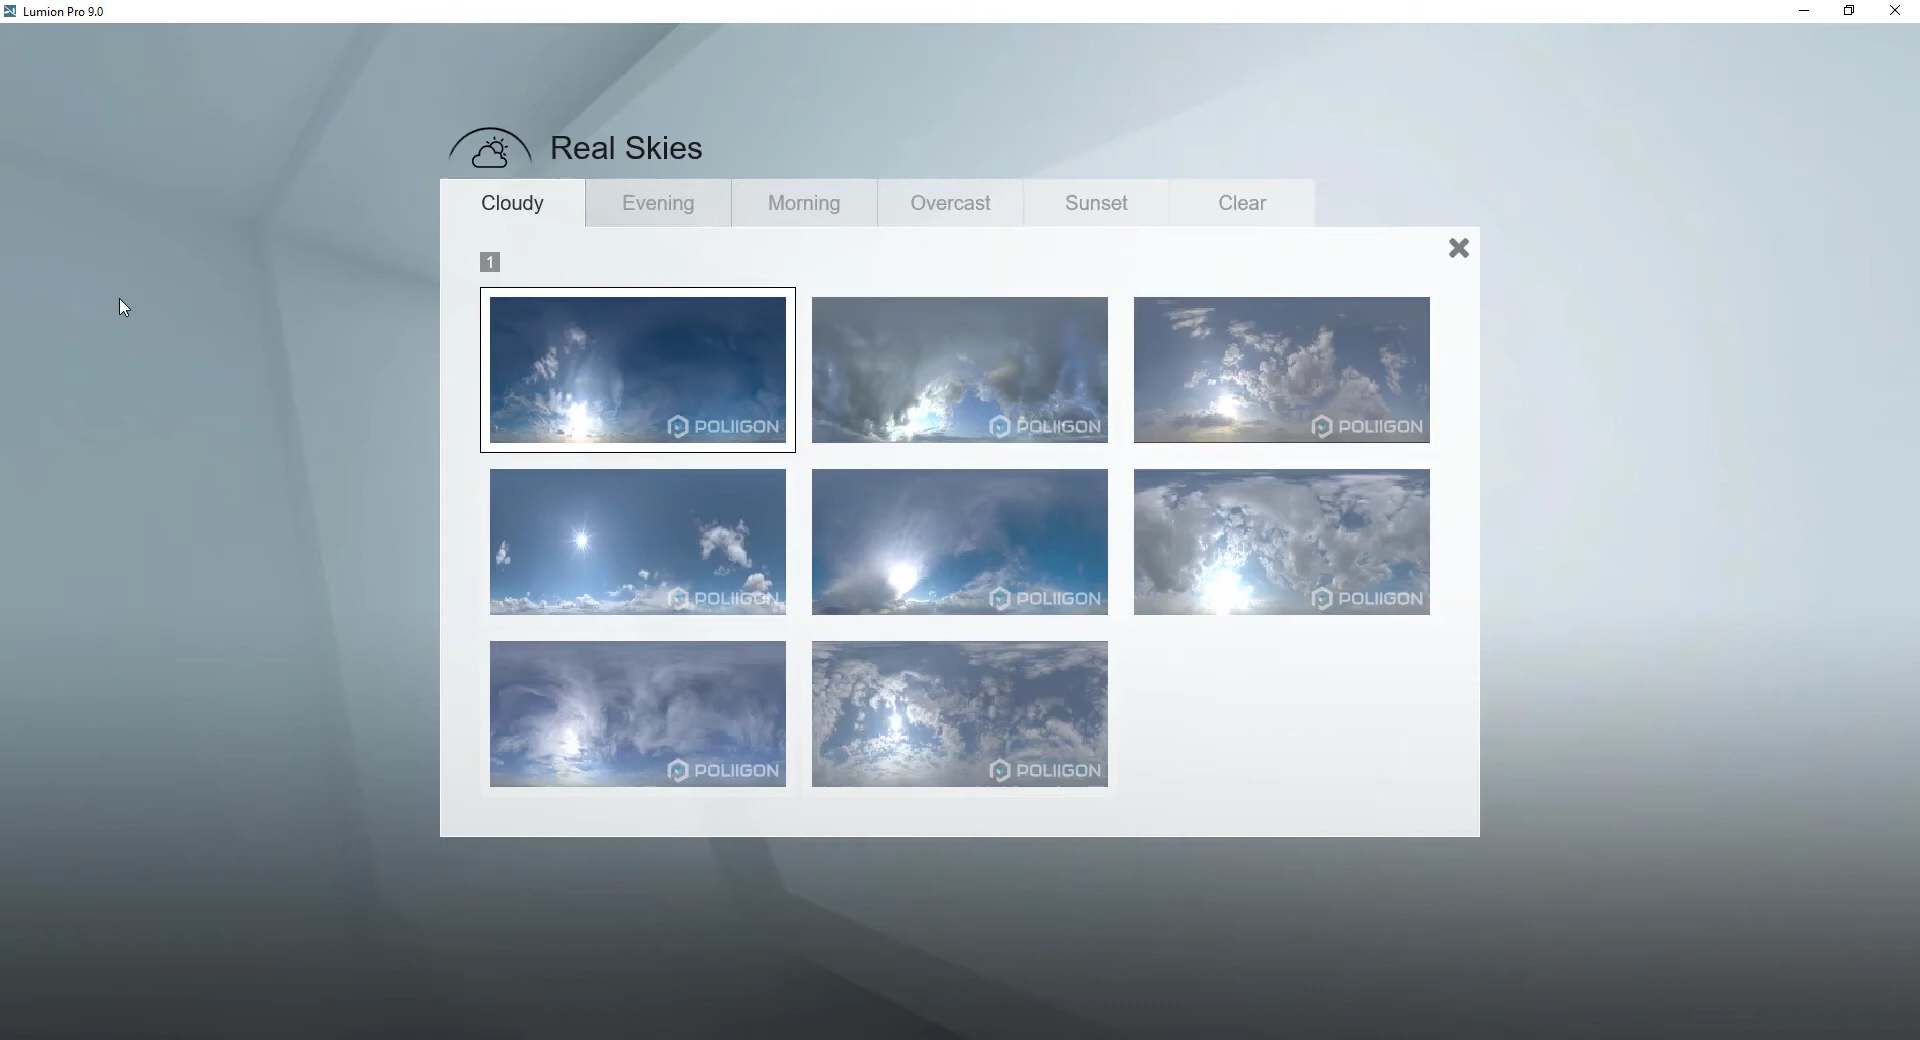 Lumion Pro 9.0
Real Skies
Cloudy
Evening
Morning
Overcast
Sunset
Clear
1
POLIIGON
POLIIGON
POLIIGON
POLIIGON
POLIIGON
POLIIGON
POLIIGON
POLIIGON